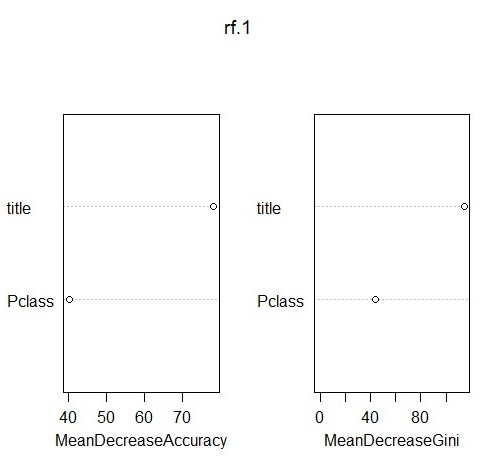 rf.1
title
Pclass
40 50 60 70
MeanDecreaseAccuracy
title
Pclass
0 40 80
MeanDecreaseGini